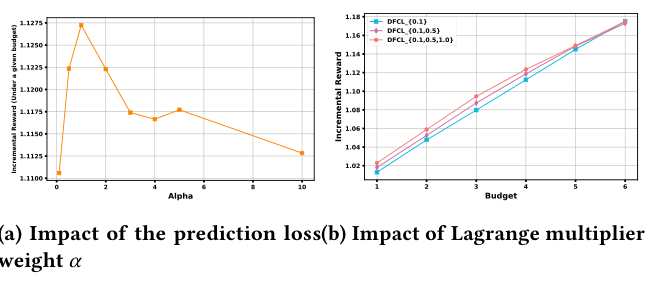 1.1275
1.1250
1.1225
1.1200
1.1175
1.1150
1.1125
1.1100
Incremental Reward (Under a given budget)
0 2 4 6 8 10
Alpha
1.18
1.16
1.14
1.12
1.10
1.08
1.06
1.04
1.02
Incremental Reward
DFCL_{0.1}
DFCL_{0.1,0.5}
DFCL_{0.1,0.5,1.0}
1 2 3 4 5 6
Budget
(a) Impact of the prediction loss
weight α
(b) Impact of Lagrange multiplier